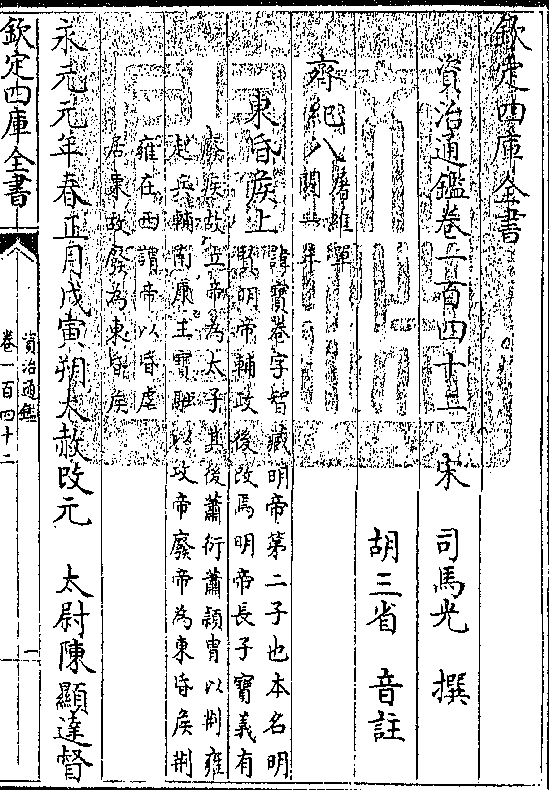 欽定四庫全書
資治通鑑卷一百四十二　宋　司馬光　撰
胡三省　音註
齊紀八屠維單閼一年
東昏侯上諱寶卷字智藏明帝第二子也本名明
賢明帝輔政後改焉明帝長子寶義有
廢疾故立帝為太子其後蕭衍蕭穎胄以荆雍
起兵輔南康王寶融以攻帝廢帝為東昏侯荆
雍在西謂帝以昏虐
居東故廢為東昏侯
永元元年春正月戊寅朔大赦改元　太尉陳顯達督
欽定四庫全書
資治通鑑
卷一百四十二
一